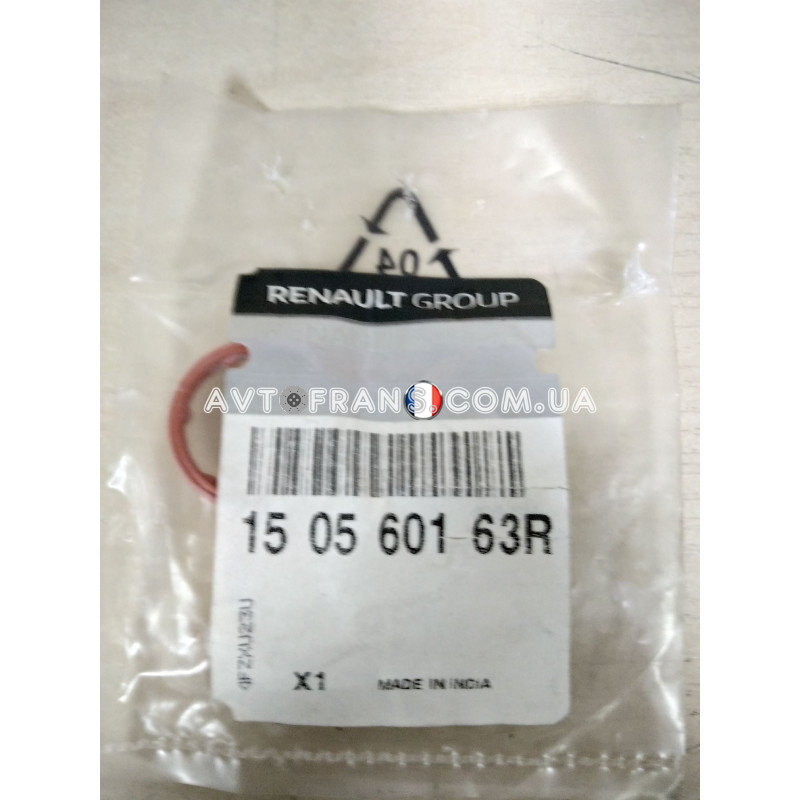 04
RENAULT GROUP
AVTOFRANS.COM.UA
15 05 601 63R
X1 MADE IN INDIA